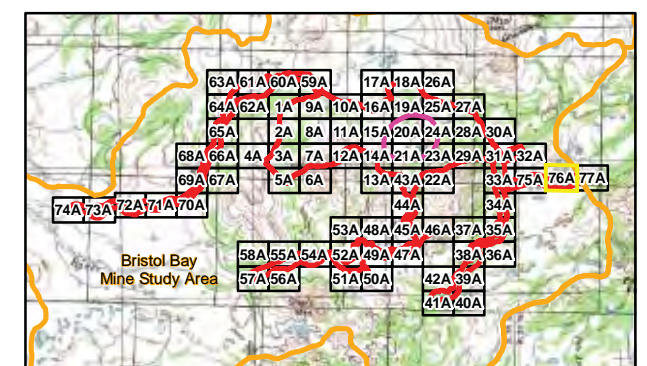 63A 61A 60A 59A 17A 18A 26A
64A 62A 1A 9A 10A 16A 19A 25A 27A
65A 2A 8A 11A 15A 20A 24A 28A 30A
68A 66A 4A 3A 7A 12A 14A 21A 23A 29A 31A 32A
69A 67A 5A 6A 13A 43A 22A 33A 75A 76A 77A
74A 73A 72A 71A 70A 44A 34A
53A 48A 45A 46A 37A 35A
58A 55A 54A 52A 49A 47A 38A 36A
Bristol Bay
Mine Study Area
57A 56A 51A 50A 42A 39A
41A 40A